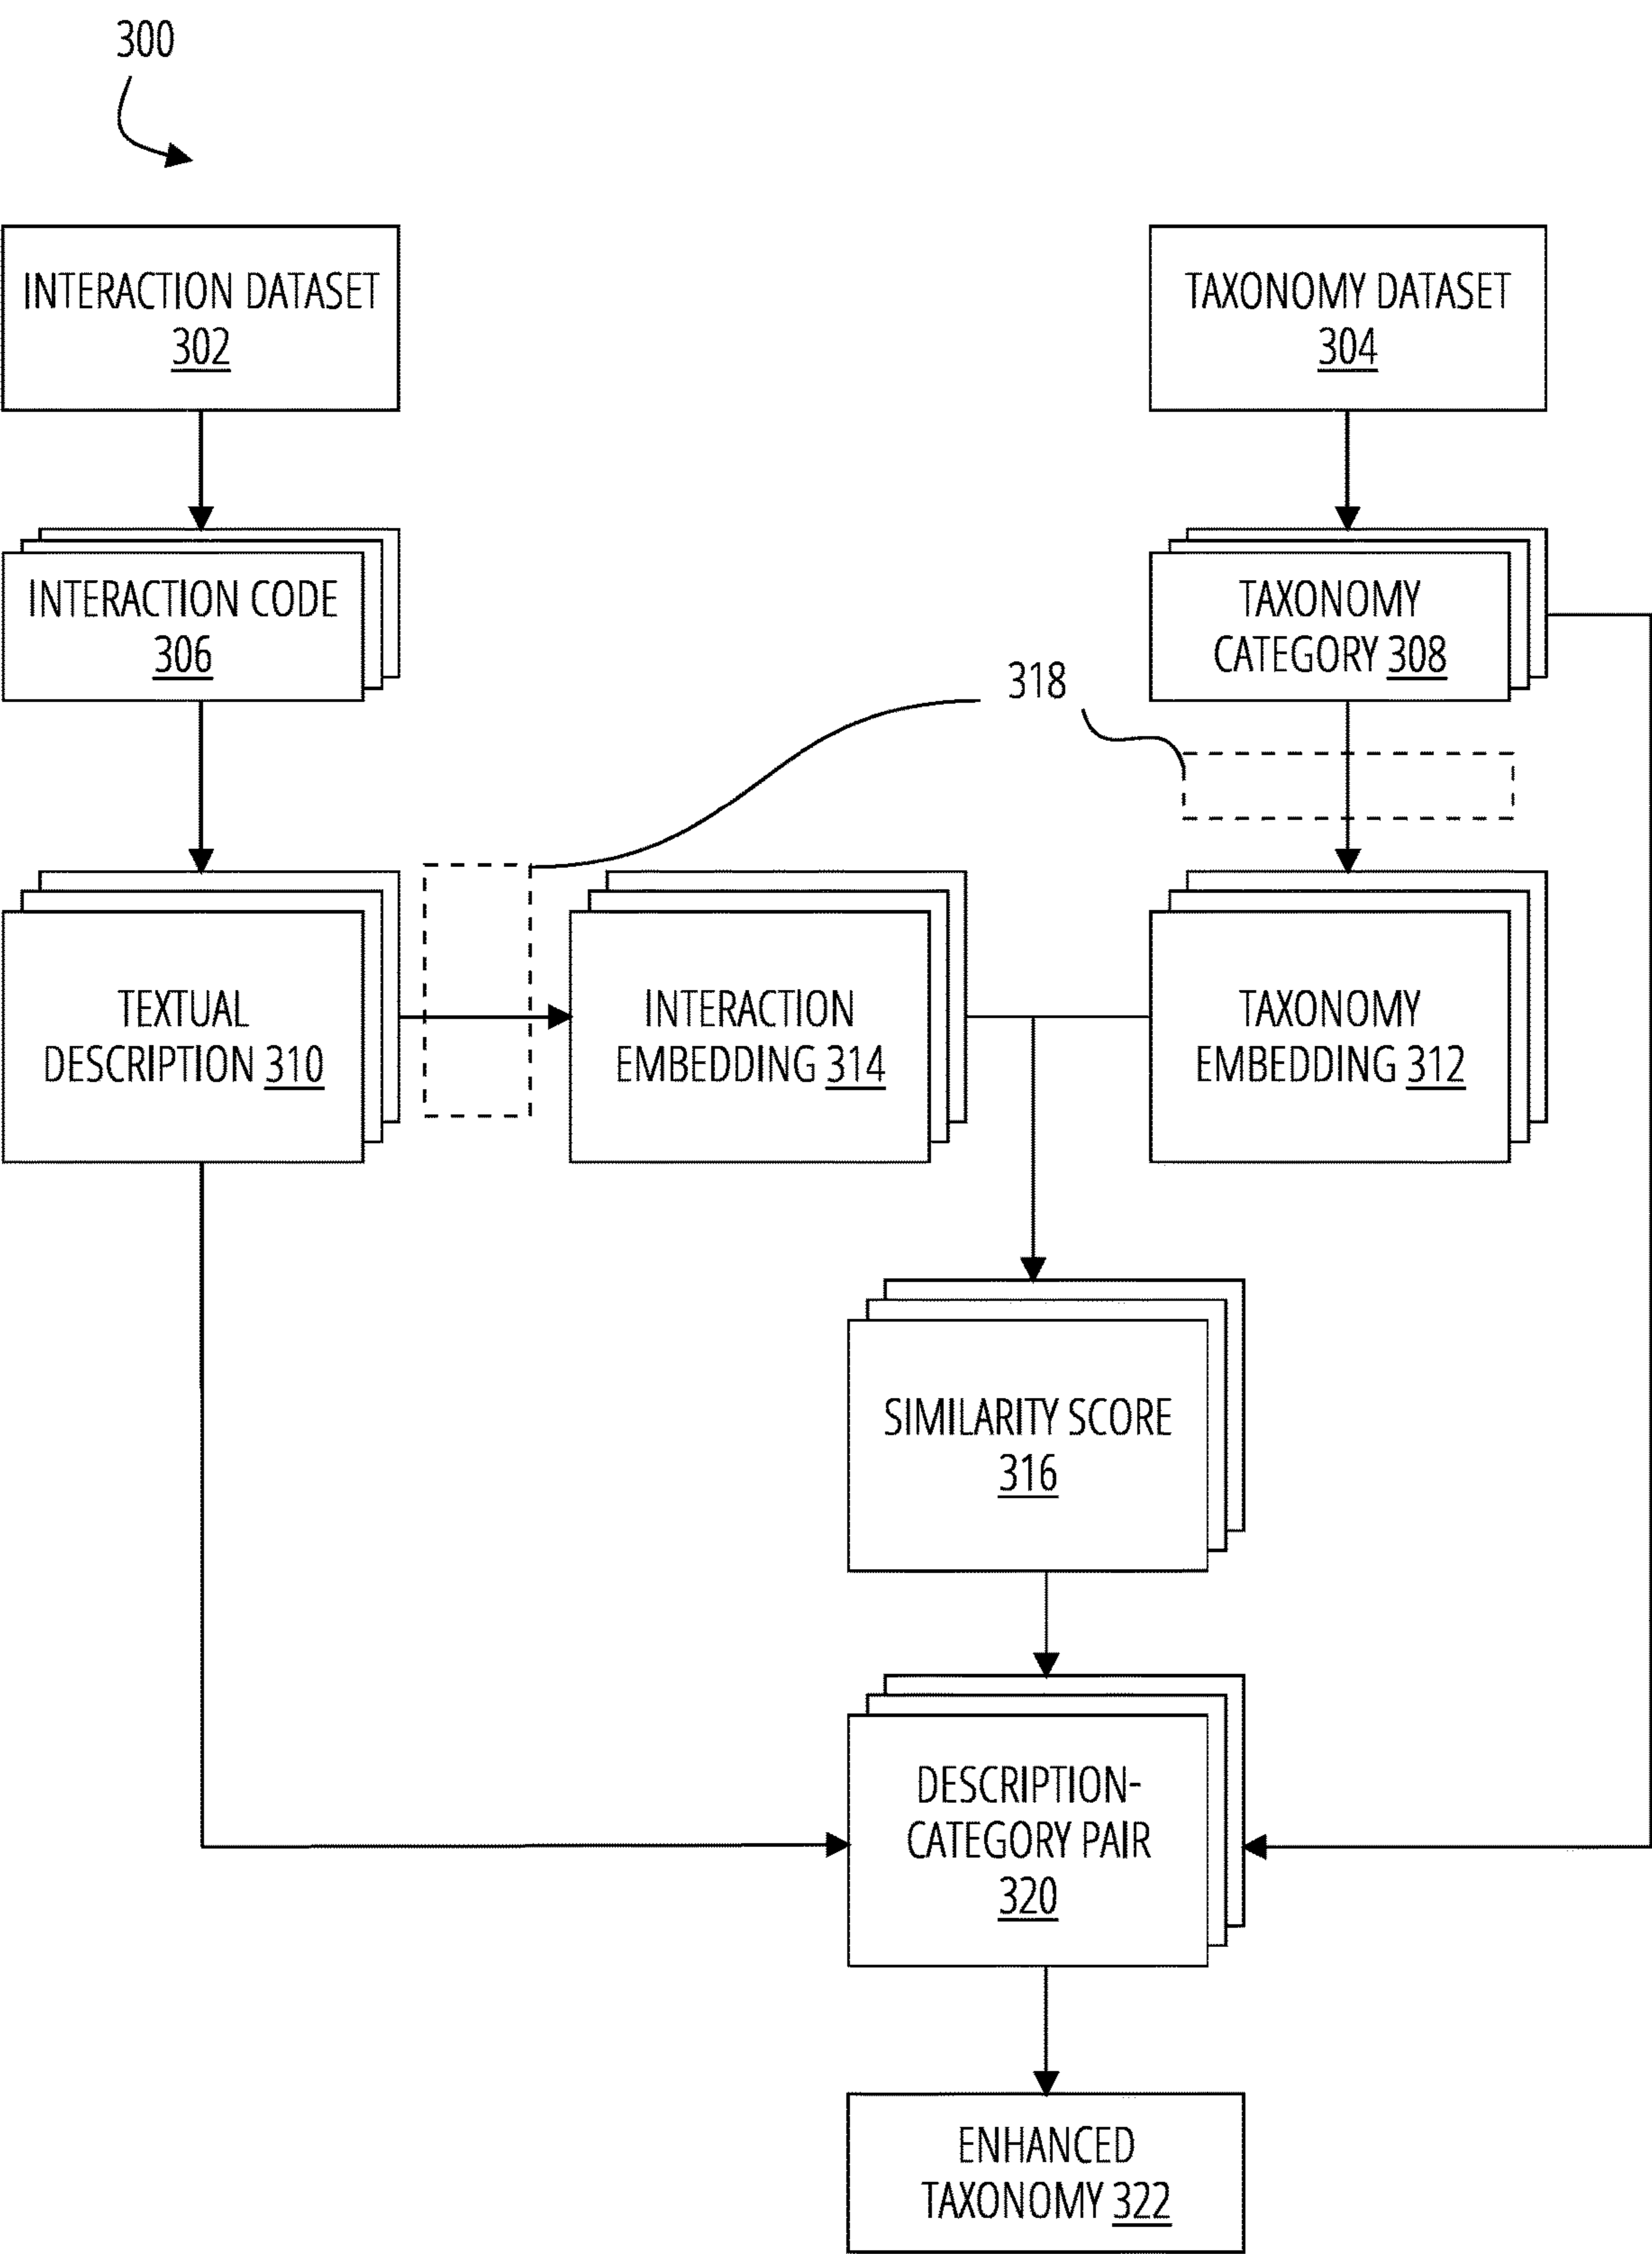 300
INTERACTION DATASET
302
TAXONOMY DATASET
304
INTERACTION CODE
306
TAXONOMY
CATEGORY 308
318
TEXTUAL
DESCRIPTION 310
INTERACTION
EMBEDDING 314
TAXONOMY
EMBEDDING 312
SIMILARITY SCORE
316
DESCRIPTION-
CATEGORY PAIR
320
ENHANCED
TAXONOMY 322